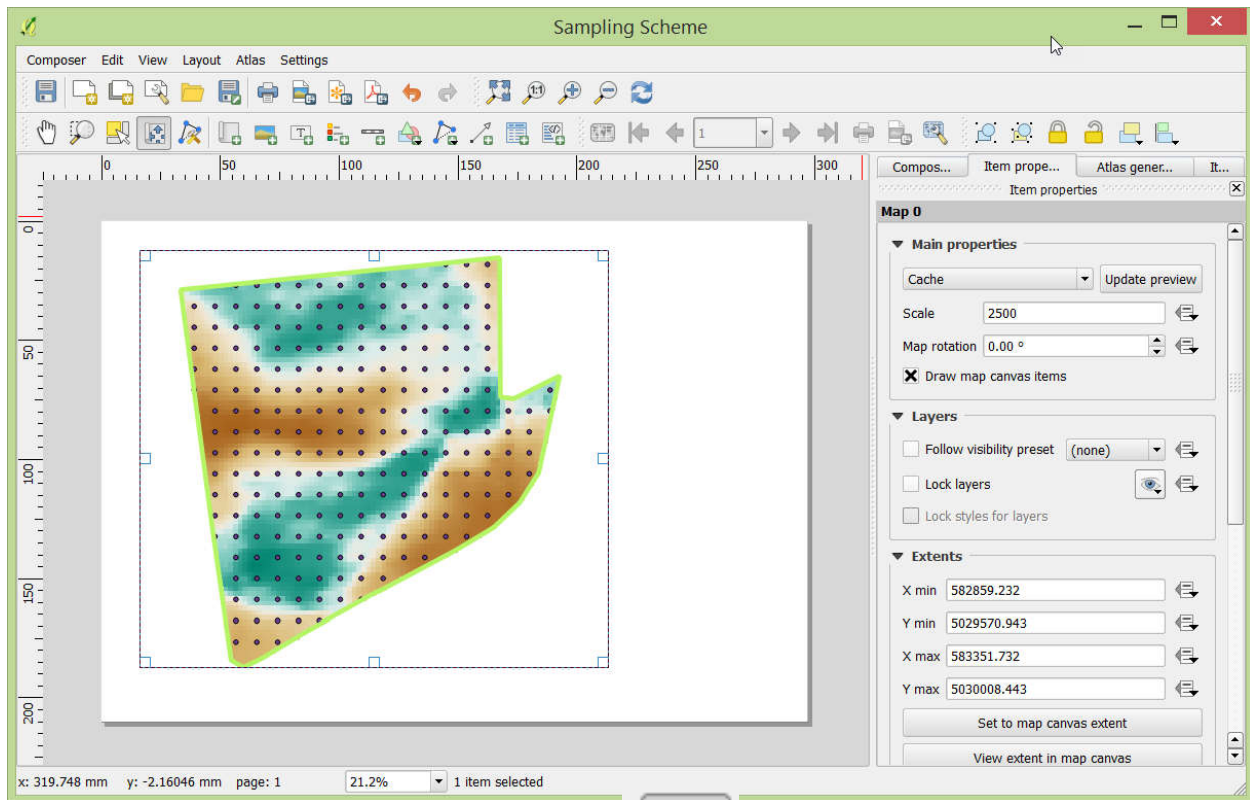 Sampling Scheme
Composer Edit View Layout Atlas Settings
1:1
T
1
0 50 100 150 200 250 300
Compos... Item prope... Atlas gener... It...
Item properties
Map 0
Main properties
Cache Update preview
Scale 2500
Map rotation 0.00 °
Draw map canvas items
Layers
Follow visibility preset (none)
Lock layers
Lock styles for layers
Extents
X min 582859.232
Y min 5029570.943
X max 583351.732
Y max 5030008.443
Set to map canvas extent
View extent in map canvas
0
50
100
150
200
x: 319.748 mm y: -2.16046 mm page: 1 21.2% 1 item selected